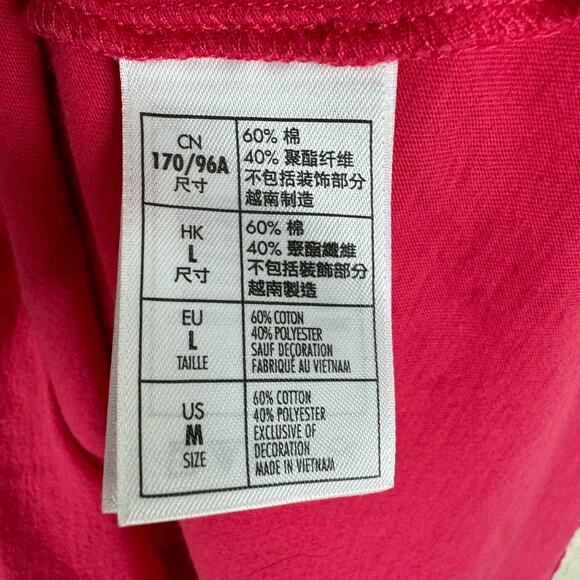 CN
170/96A
尺寸
60% 棉
40% 聚酯纤维
不包括装饰部分
越南制造
HK
L
尺寸
60% 棉
40% 聚酯纖維
不包括裝飾部分
越南製造
EU
L
TAILLE
60% COTON
40% POLYESTER
SAUF DECORATION
FABRIQUÉ AU VIETNAM
US
M
SIZE
60% COTTON
40% POLYESTER
EXCLUSIVE OF
DECORATION
MADE IN VIETNAM